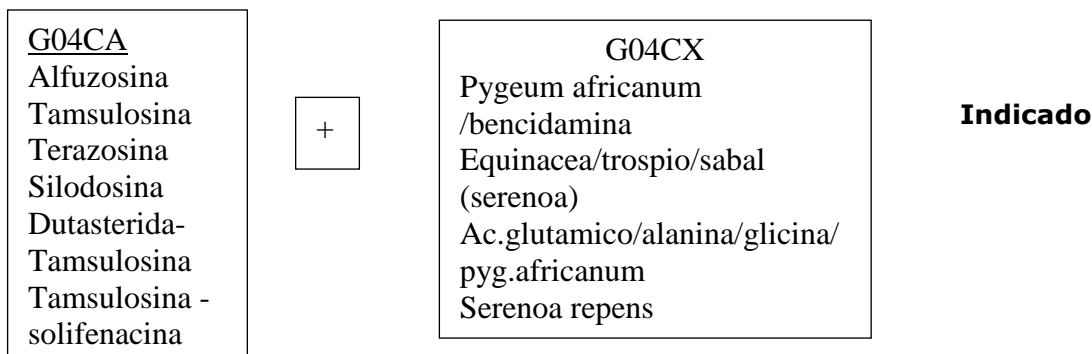 G04CA
Alfuzosina
Tamsulosina
Terazosina
Silodosina
Dutasterida-
Tamsulosina
Tamsulosina -
solifenacina
+
G04CX
Pygeum africanum
/bencidamina
Equinacea/trospio/sabal
(serenoa)
Ac.glutamico/alanina/glicina/
pyg.africanum
Serenoa repens
Indicado